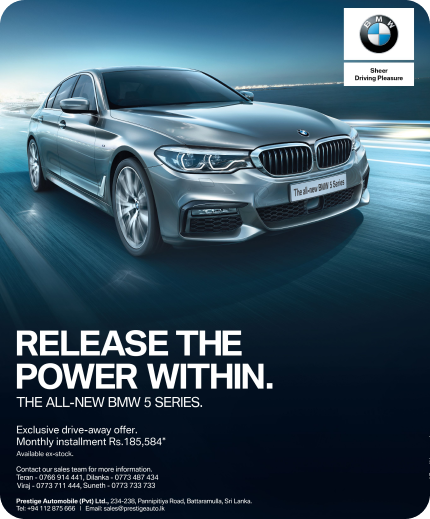 BMW
Sheer
Driving Pleasure
The all-new BMW 5 Series
RELEASE THE
POWER WITHIN.
THE ALL-NEW BMW 5 SERIES.
Exclusive drive-away offer.
Monthly installment Rs.185,584*
Available ex-stock.
Contact our sales team for more information.
Teran - 0766 914 441, Dilanka - 0773 487 434
Viraj - 0773 711 444, Suneth - 0773 733 733
Prestige Automobile (Pvt) Ltd., 234-238, Pannipitiya Road, Battaramulla, Sri Lanka.
Tel: +94 112 875 666 | Email: sales@prestigeauto.lk